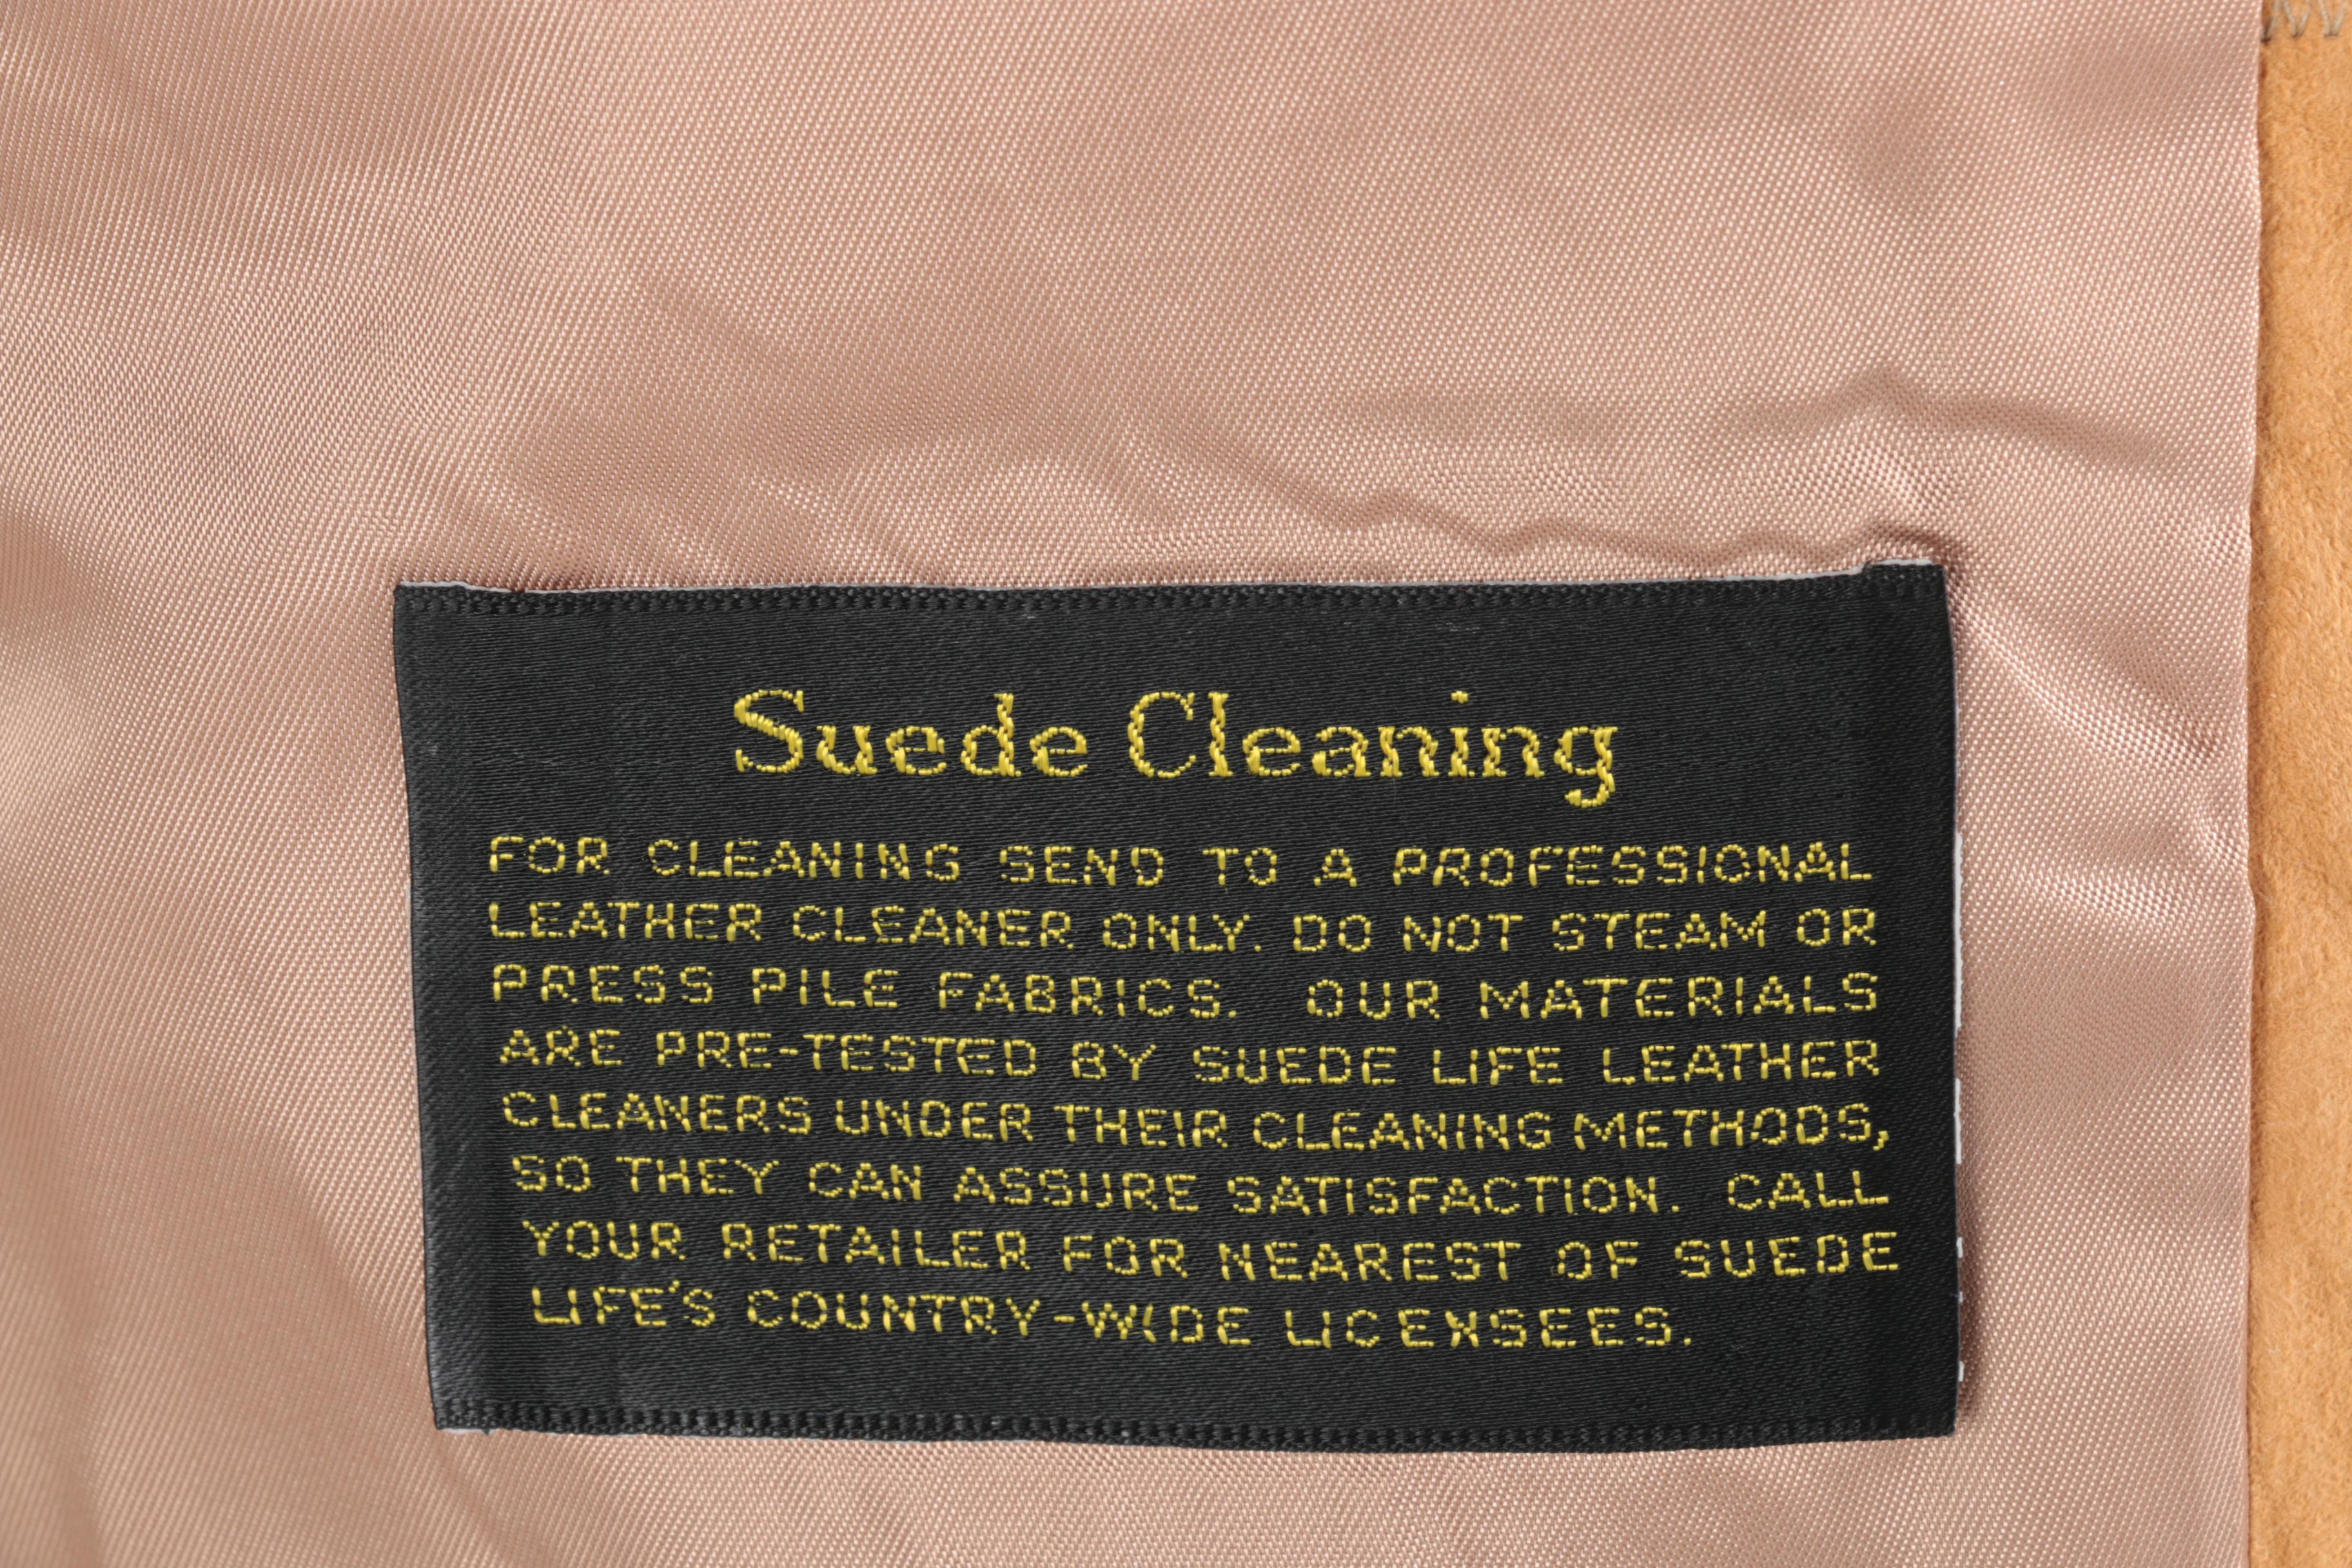 Suede Cleaning
FOR CLEANING SEND TO A PROFESSIONAL
LEATHER CLEANER ONLY. DO NOT STEAM OR
PRESS PILE FABRICS. OUR MATERIALS
ARE PRE-TESTED BY SUEDE LIFE LEATHER
CLEANERS UNDER THEIR CLEANING METHODS,
SO THEY CAN ASSURE SATISFACTION. CALL
YOUR RETAILER FOR NEAREST OF SUEDE
LIFE'S COUNTRY-WIDE LICENSEES.